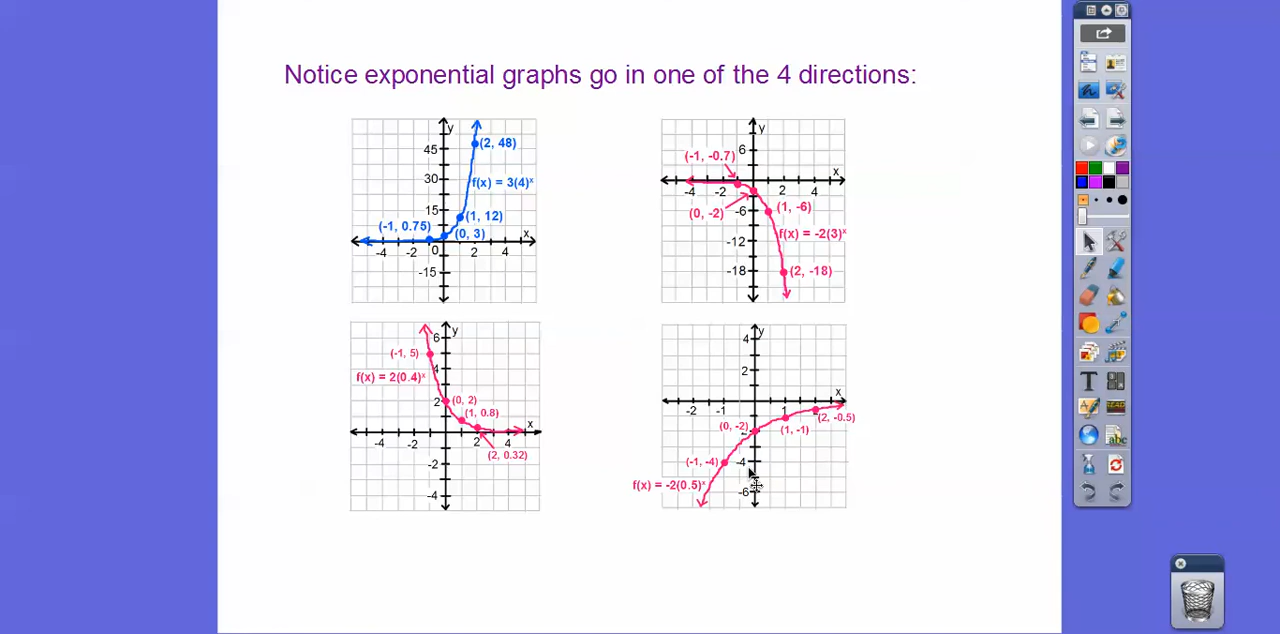 Notice exponential graphs go in one of the 4 directions:
y
45
(2, 48)
30
f(x) = 3(4)ˣ
15
(1, 12)
(-1, 0.75)
(0, 3)
x
-4 -2 0 2 4
-15
y
6
(-1, -0.7)
x
-4 -2 2 4
(0, -2)
-6
(1, -6)
f(x) = -2(3)ˣ
-12
-18
(2, -18)
y
6
(-1, 5)
4
f(x) = 2(0.4)ˣ
2
(0, 2)
(1, 0.8)
x
-4 -2 2 4
(2, 0.32)
-2
-4
y
4
2
x
-2 -1 1 2
(2, -0.5)
(0, -2)
(1, -1)
(-1, -4)
-4
f(x) = -2(0.5)ˣ
-6
T
abc